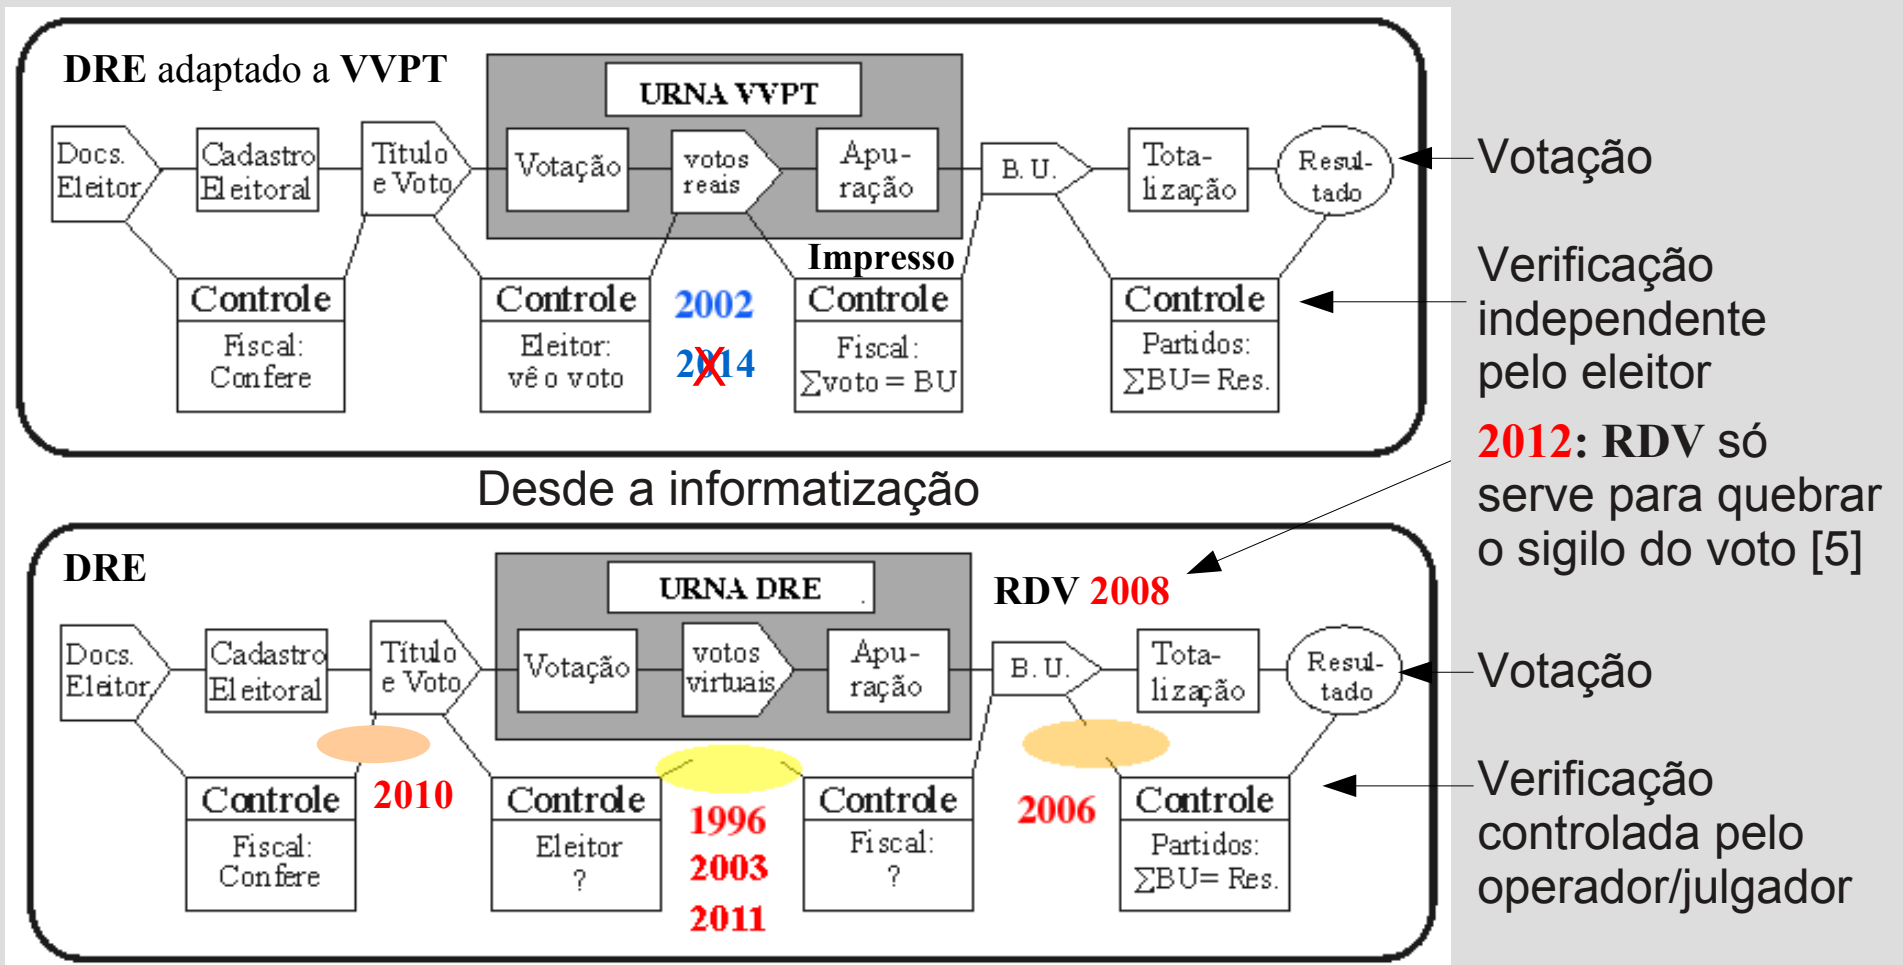 DRE adaptado a VVPT
URNA VVPT
Docs.
Eleitor
Cadastro
Eleitoral
Título
e Voto
Votação
votos
reais
Apu-
ração
B. U.
Tota-
lização
Resul-
tado
Impresso
Controle
Fiscal:
Confere
Controle
Eleitor:
vê o voto
2002
2014
Controle
Fiscal:
∑voto = BU
Controle
Partidos:
∑BU= Res.
Votação
Verificação
independente
pelo eleitor
2012: RDV só
serve para quebrar
o sigilo do voto [5]
Desde a informatização
DRE
URNA DRE
RDV 2008
Docs.
Eleitor
Cadastro
Eleitoral
Título
e Voto
Votação
votos
virtuais
Apu-
ração
B. U.
Tota-
lização
Resul-
tado
Controle
Fiscal:
Confere
2010
Controle
Eleitor
?
1996
2003
2011
Controle
Fiscal:
?
2006
Controle
Partidos:
∑BU= Res.
Votação
Verificação
controlada pelo
operador/julgador